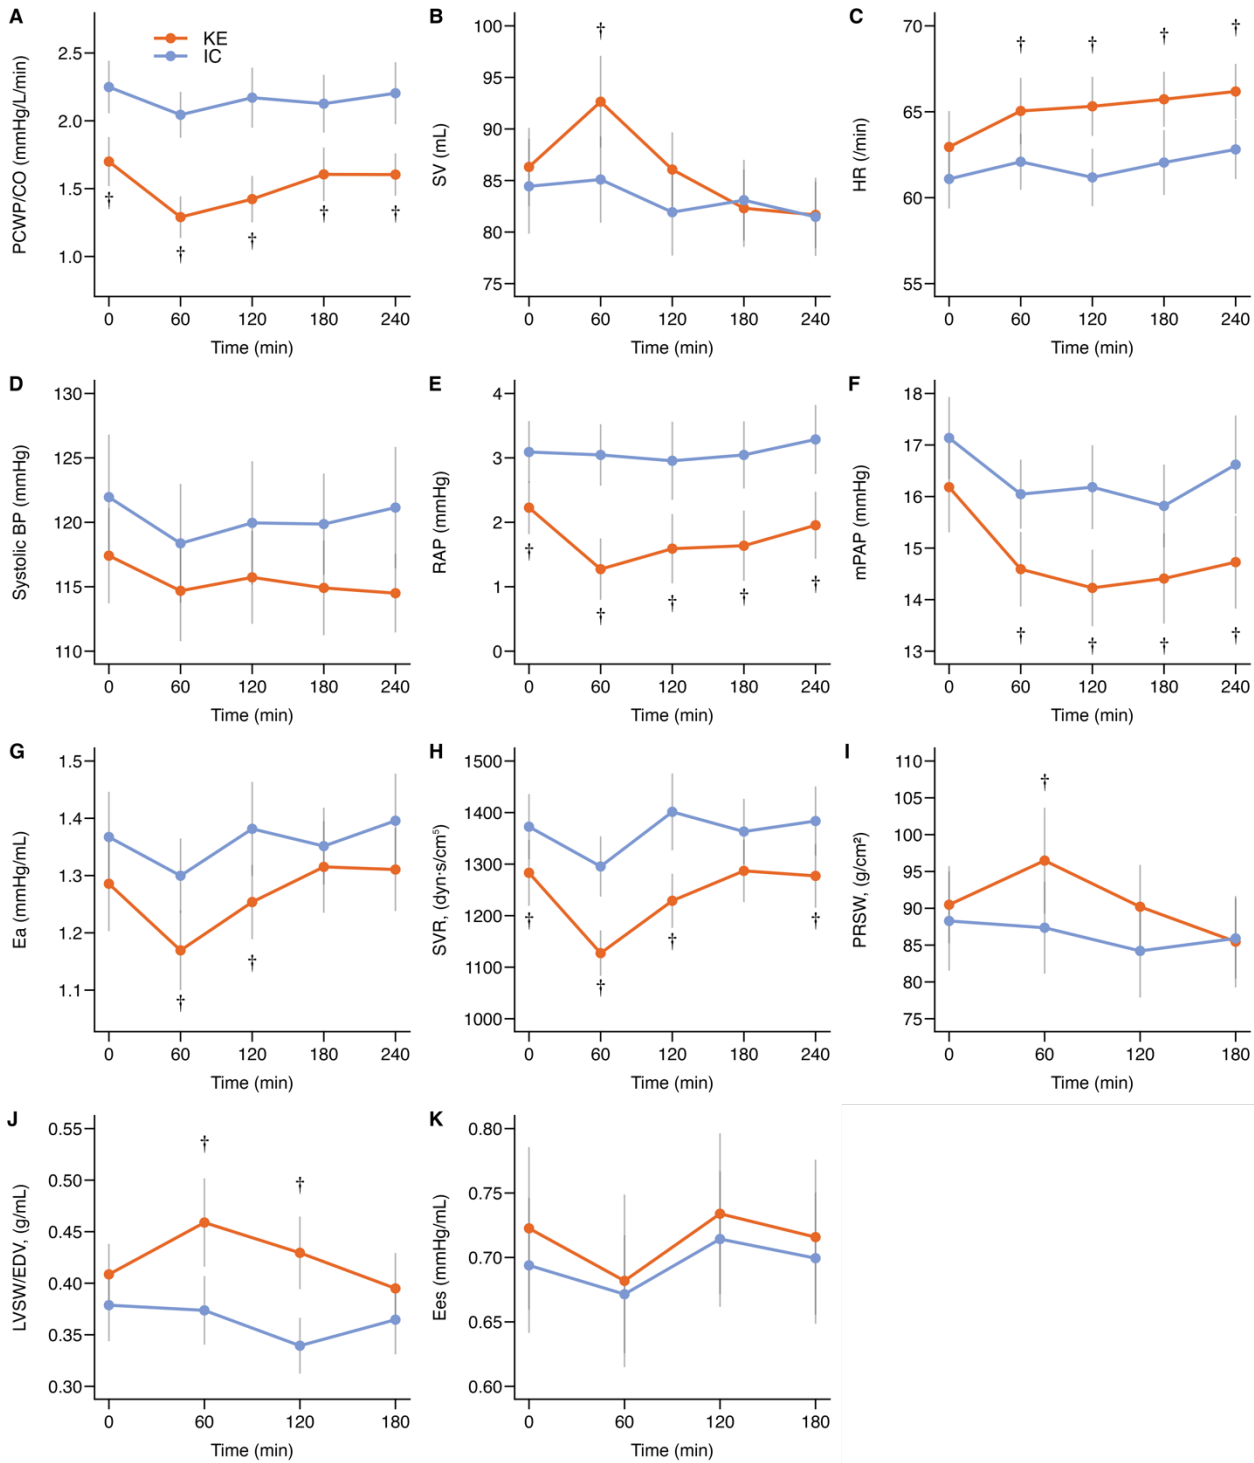 A
PCWP/CO (mmHg/L/min)
2.5
2.0
1.5
1.0
KE
IC
†
†
†
†
†
0 60 120 180 240
Time (min)
B
SV (mL)
100
95
90
85
80
75
†
0 60 120 180 240
Time (min)
C
HR (/min)
70
65
60
55
† † † †
0 60 120 180 240
Time (min)
D
Systolic BP (mmHg)
130
125
120
115
110
0 60 120 180 240
Time (min)
E
RAP (mmHg)
4
3
2
1
0
† † † † †
0 60 120 180 240
Time (min)
F
mPAP (mmHg)
18
17
16
15
14
13
† † † †
0 60 120 180 240
Time (min)
G
Ea (mmHg/mL)
1.5
1.4
1.3
1.2
1.1
† †
0 60 120 180 240
Time (min)
H
SVR, (dyn·s/cm⁵)
1500
1400
1300
1200
1100
1000
† † † †
0 60 120 180 240
Time (min)
I
PRSW, (g/cm²)
110
105
100
95
90
85
80
75
†
0 60 120 180
Time (min)
J
LVSW/EDV, (g/mL)
0.55
0.50
0.45
0.40
0.35
0.30
† †
0 60 120 180
Time (min)
K
Ees (mmHg/mL)
0.80
0.75
0.70
0.65
0.60
0 60 120 180
Time (min)